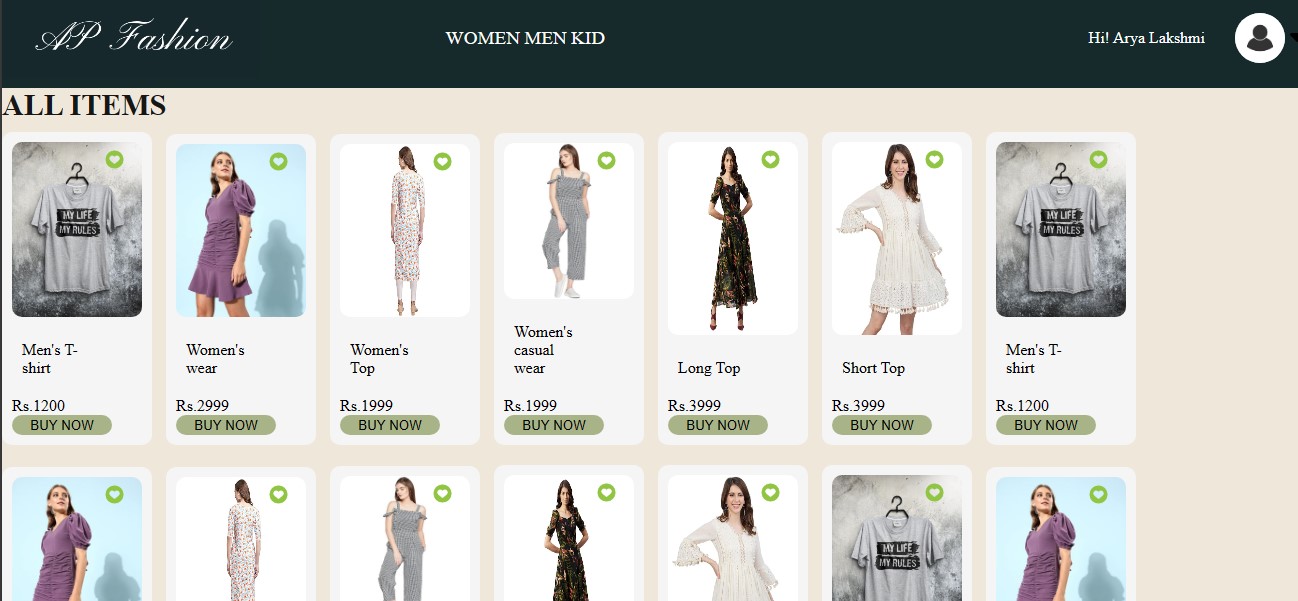 AP Fashion
WOMEN MEN KID
Hi! Arya Lakshmi
ALL ITEMS
MY LIFE
MY RULES
Men's T-
shirt
Rs.1200
BUY NOW
Women's
wear
Rs.2999
BUY NOW
Women's
Top
Rs.1999
BUY NOW
Women's
casual
wear
Rs.1999
BUY NOW
Long Top
Rs.3999
BUY NOW
Short Top
Rs.3999
BUY NOW
MY LIFE
MY RULES
Men's T-
shirt
Rs.1200
BUY NOW
MY LIFE
MY RULES